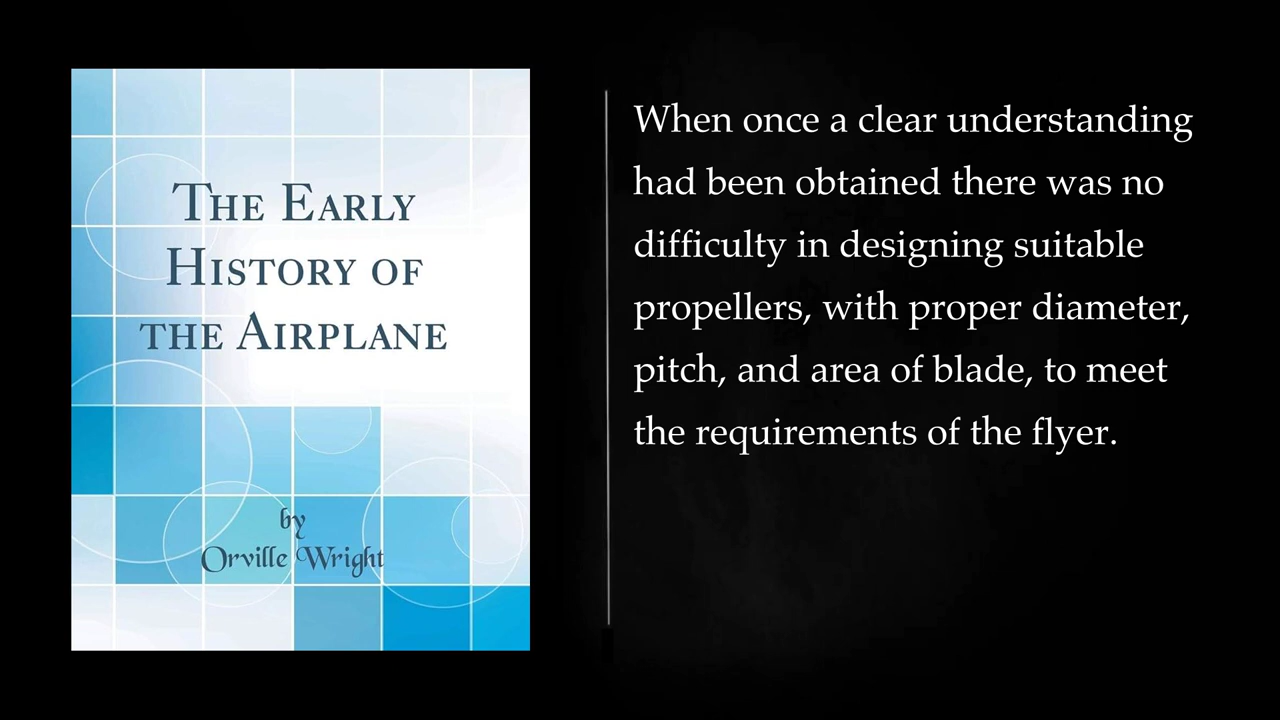 The Early
History of
the Airplane
by
Orville Wright
When once a clear understanding
had been obtained there was no
difficulty in designing suitable
propellers, with proper diameter,
pitch, and area of blade, to meet
the requirements of the flyer.